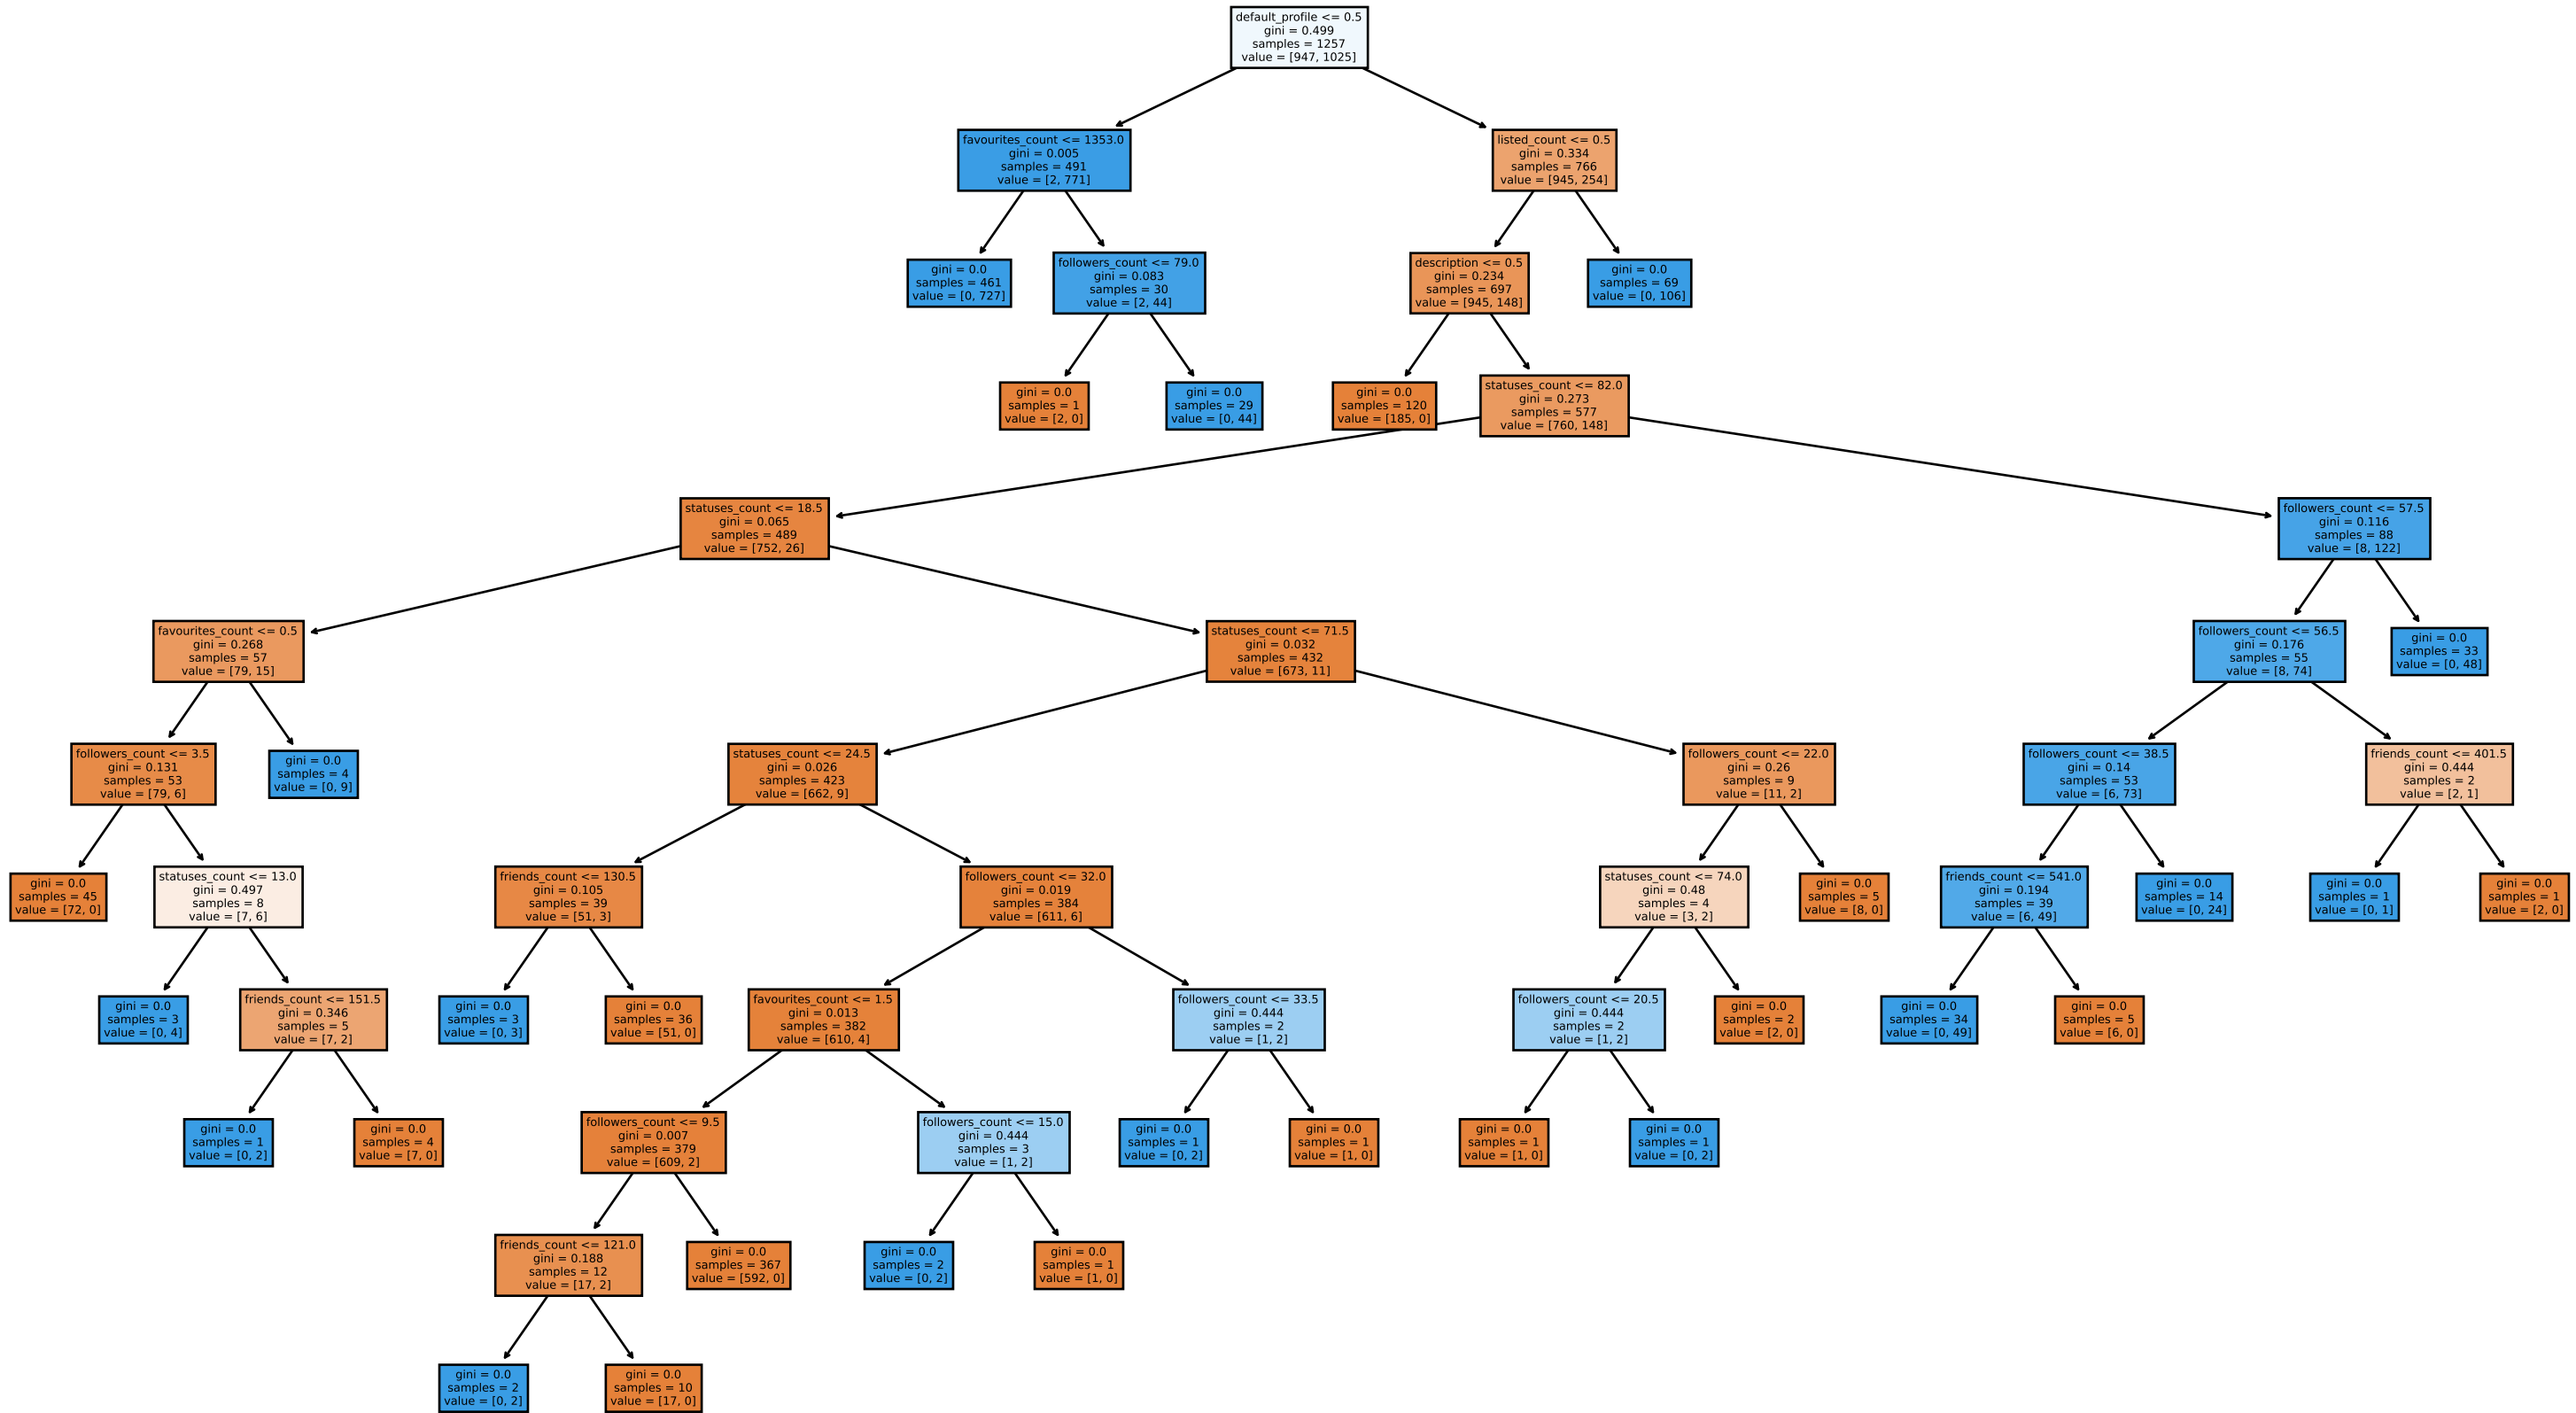 default_profile <= 0.5
gini = 0.499
samples = 1257
value = [947, 1025]
favourites_count <= 1353.0
gini = 0.005
samples = 491
value = [2, 771]
listed_count <= 0.5
gini = 0.334
samples = 766
value = [945, 254]
gini = 0.0
samples = 461
value = [0, 727]
followers_count <= 79.0
gini = 0.083
samples = 30
value = [2, 44]
description <= 0.5
gini = 0.234
samples = 697
value = [945, 148]
gini = 0.0
samples = 69
value = [0, 106]
gini = 0.0
samples = 1
value = [2, 0]
gini = 0.0
samples = 29
value = [0, 44]
gini = 0.0
samples = 120
value = [185, 0]
statuses_count <= 82.0
gini = 0.273
samples = 577
value = [760, 148]
statuses_count <= 18.5
gini = 0.065
samples = 489
value = [752, 26]
followers_count <= 57.5
gini = 0.116
samples = 88
value = [8, 122]
favourites_count <= 0.5
gini = 0.268
samples = 57
value = [79, 15]
statuses_count <= 71.5
gini = 0.032
samples = 432
value = [673, 11]
followers_count <= 56.5
gini = 0.176
samples = 55
value = [8, 74]
gini = 0.0
samples = 33
value = [0, 48]
followers_count <= 3.5
gini = 0.131
samples = 53
value = [79, 6]
gini = 0.0
samples = 4
value = [0, 9]
statuses_count <= 24.5
gini = 0.026
samples = 423
value = [662, 9]
followers_count <= 22.0
gini = 0.26
samples = 9
value = [11, 2]
followers_count <= 38.5
gini = 0.14
samples = 53
value = [6, 73]
friends_count <= 401.5
gini = 0.444
samples = 2
value = [2, 1]
gini = 0.0
samples = 45
value = [72, 0]
statuses_count <= 13.0
gini = 0.497
samples = 8
value = [7, 6]
friends_count <= 130.5
gini = 0.105
samples = 39
value = [51, 3]
followers_count <= 32.0
gini = 0.019
samples = 384
value = [611, 6]
statuses_count <= 74.0
gini = 0.48
samples = 4
value = [3, 2]
gini = 0.0
samples = 5
value = [8, 0]
friends_count <= 541.0
gini = 0.194
samples = 39
value = [6, 49]
gini = 0.0
samples = 14
value = [0, 24]
gini = 0.0
samples = 1
value = [0, 1]
gini = 0.0
samples = 1
value = [2, 0]
gini = 0.0
samples = 3
value = [0, 4]
friends_count <= 151.5
gini = 0.346
samples = 5
value = [7, 2]
gini = 0.0
samples = 3
value = [0, 3]
gini = 0.0
samples = 36
value = [51, 0]
favourites_count <= 1.5
gini = 0.013
samples = 382
value = [610, 4]
followers_count <= 33.5
gini = 0.444
samples = 2
value = [1, 2]
followers_count <= 20.5
gini = 0.444
samples = 2
value = [1, 2]
gini = 0.0
samples = 2
value = [2, 0]
gini = 0.0
samples = 34
value = [0, 49]
gini = 0.0
samples = 5
value = [6, 0]
gini = 0.0
samples = 1
value = [0, 2]
gini = 0.0
samples = 4
value = [7, 0]
followers_count <= 9.5
gini = 0.007
samples = 379
value = [609, 2]
followers_count <= 15.0
gini = 0.444
samples = 3
value = [1, 2]
gini = 0.0
samples = 1
value = [0, 2]
gini = 0.0
samples = 1
value = [1, 0]
gini = 0.0
samples = 1
value = [1, 0]
gini = 0.0
samples = 1
value = [0, 2]
friends_count <= 121.0
gini = 0.188
samples = 12
value = [17, 2]
gini = 0.0
samples = 367
value = [592, 0]
gini = 0.0
samples = 2
value = [0, 2]
gini = 0.0
samples = 1
value = [1, 0]
gini = 0.0
samples = 2
value = [0, 2]
gini = 0.0
samples = 10
value = [17, 0]